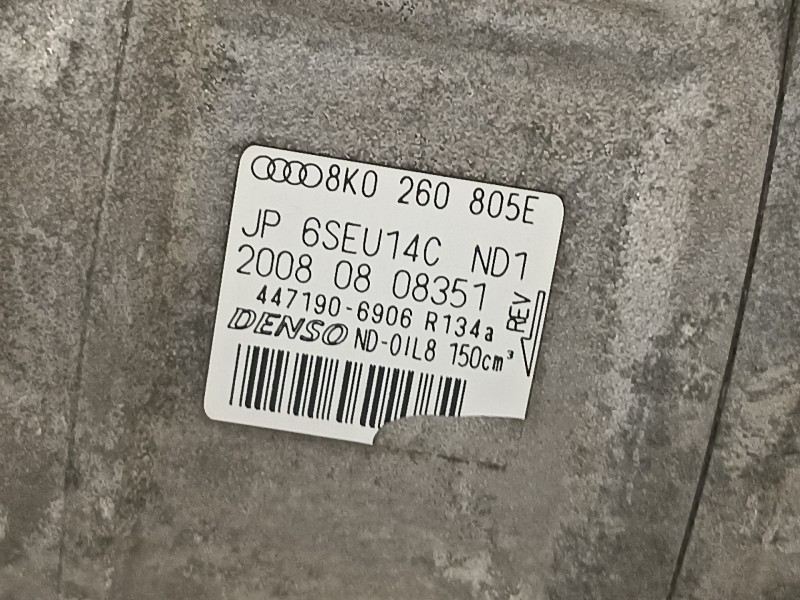 8K0 260 805E
JP 6SEU14C ND1
2008 08 08351
447190-6906 R134a
DENSO ND-OIL8 150cm³
REV